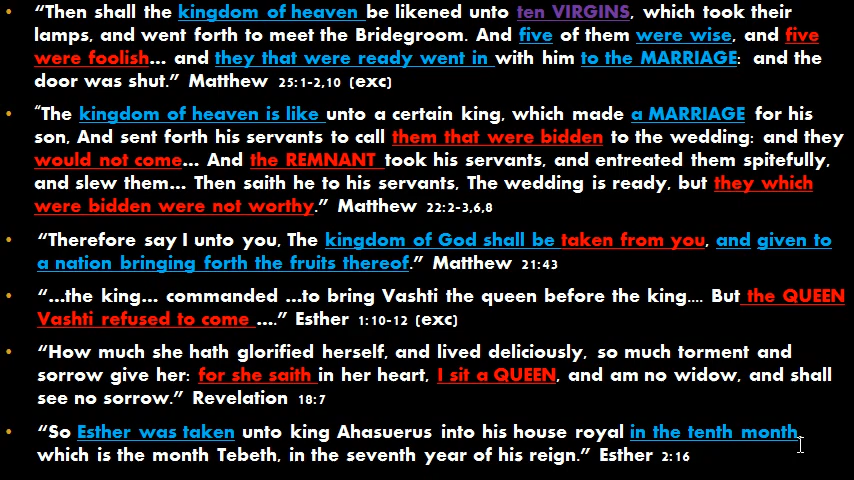 • “Then shall the kingdom of heaven be likened unto ten VIRGINS, which took their
lamps, and went forth to meet the Bridegroom. And five of them were wise, and five
were foolish… and they that were ready went in with him to the MARRIAGE: and the
door was shut.” Matthew 25:1-2,10 (exc)
• “The kingdom of heaven is like unto a certain king, which made a MARRIAGE for his
son, And sent forth his servants to call them that were bidden to the wedding: and they
would not come… And the REMNANT took his servants, and entreated them spitefully,
and slew them… Then saith he to his servants, The wedding is ready, but they which
were bidden were not worthy.” Matthew 22:2-3,6,8
• “Therefore say I unto you, The kingdom of God shall be taken from you, and given to
a nation bringing forth the fruits thereof.” Matthew 21:43
• “…the king… commanded …to bring Vashti the queen before the king…. But the QUEEN
Vashti refused to come ….” Esther 1:10-12 (exc)
• “How much she hath glorified herself, and lived deliciously, so much torment and
sorrow give her: for she saith in her heart, I sit a QUEEN, and am no widow, and shall
see no sorrow.” Revelation 18:7
• “So Esther was taken unto king Ahasuerus into his house royal in the tenth month,
which is the month Tebeth, in the seventh year of his reign.” Esther 2:16